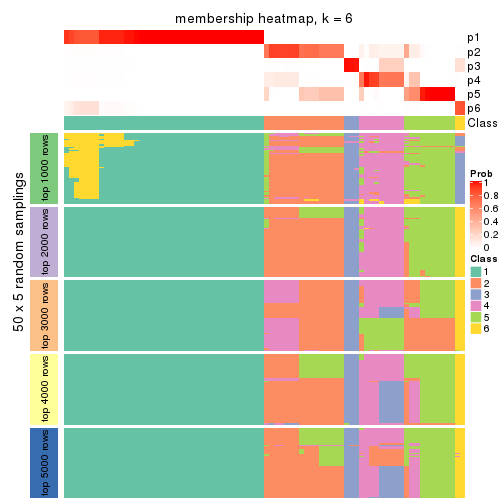 membership heatmap, k = 6
p1
p2
p3
p4
p5
p6
Class
50 x 5 random samplings
top 1000 rows
top 2000 rows
top 3000 rows
top 4000 rows
top 5000 rows
Prob
1
0.8
0.6
0.4
0.2
0
Class
1
2
3
4
5
6